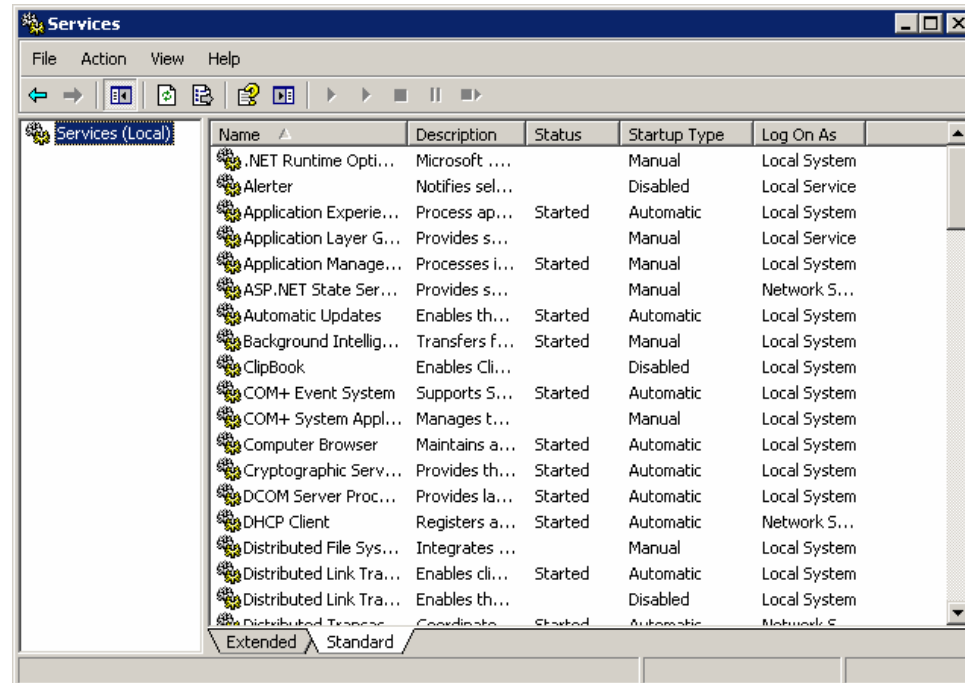 Services
File Action View Help
Services (Local)
Name Description Status Startup Type Log On As
.NET Runtime Opti... Microsoft .... Manual Local System
Alerter Notifies sel... Disabled Local Service
Application Experie... Process ap... Started Automatic Local System
Application Layer G... Provides s... Manual Local Service
Application Manage... Processes i... Started Manual Local System
ASP.NET State Ser... Provides s... Manual Network S...
Automatic Updates Enables th... Started Automatic Local System
Background Intellig... Transfers f... Started Manual Local System
ClipBook Enables Cli... Disabled Local System
COM+ Event System Supports S... Started Automatic Local System
COM+ System Appl... Manages t... Manual Local System
Computer Browser Maintains a... Started Automatic Local System
Cryptographic Serv... Provides th... Started Automatic Local System
DCOM Server Proc... Provides la... Started Automatic Local System
DHCP Client Registers a... Started Automatic Network S...
Distributed File Sys... Integrates ... Manual Local System
Distributed Link Tra... Enables cli... Started Automatic Local System
Distributed Link Tra... Enables th... Disabled Local System
Distributed Transac... Coordinate... Started Automatic Network S...
Extended Standard